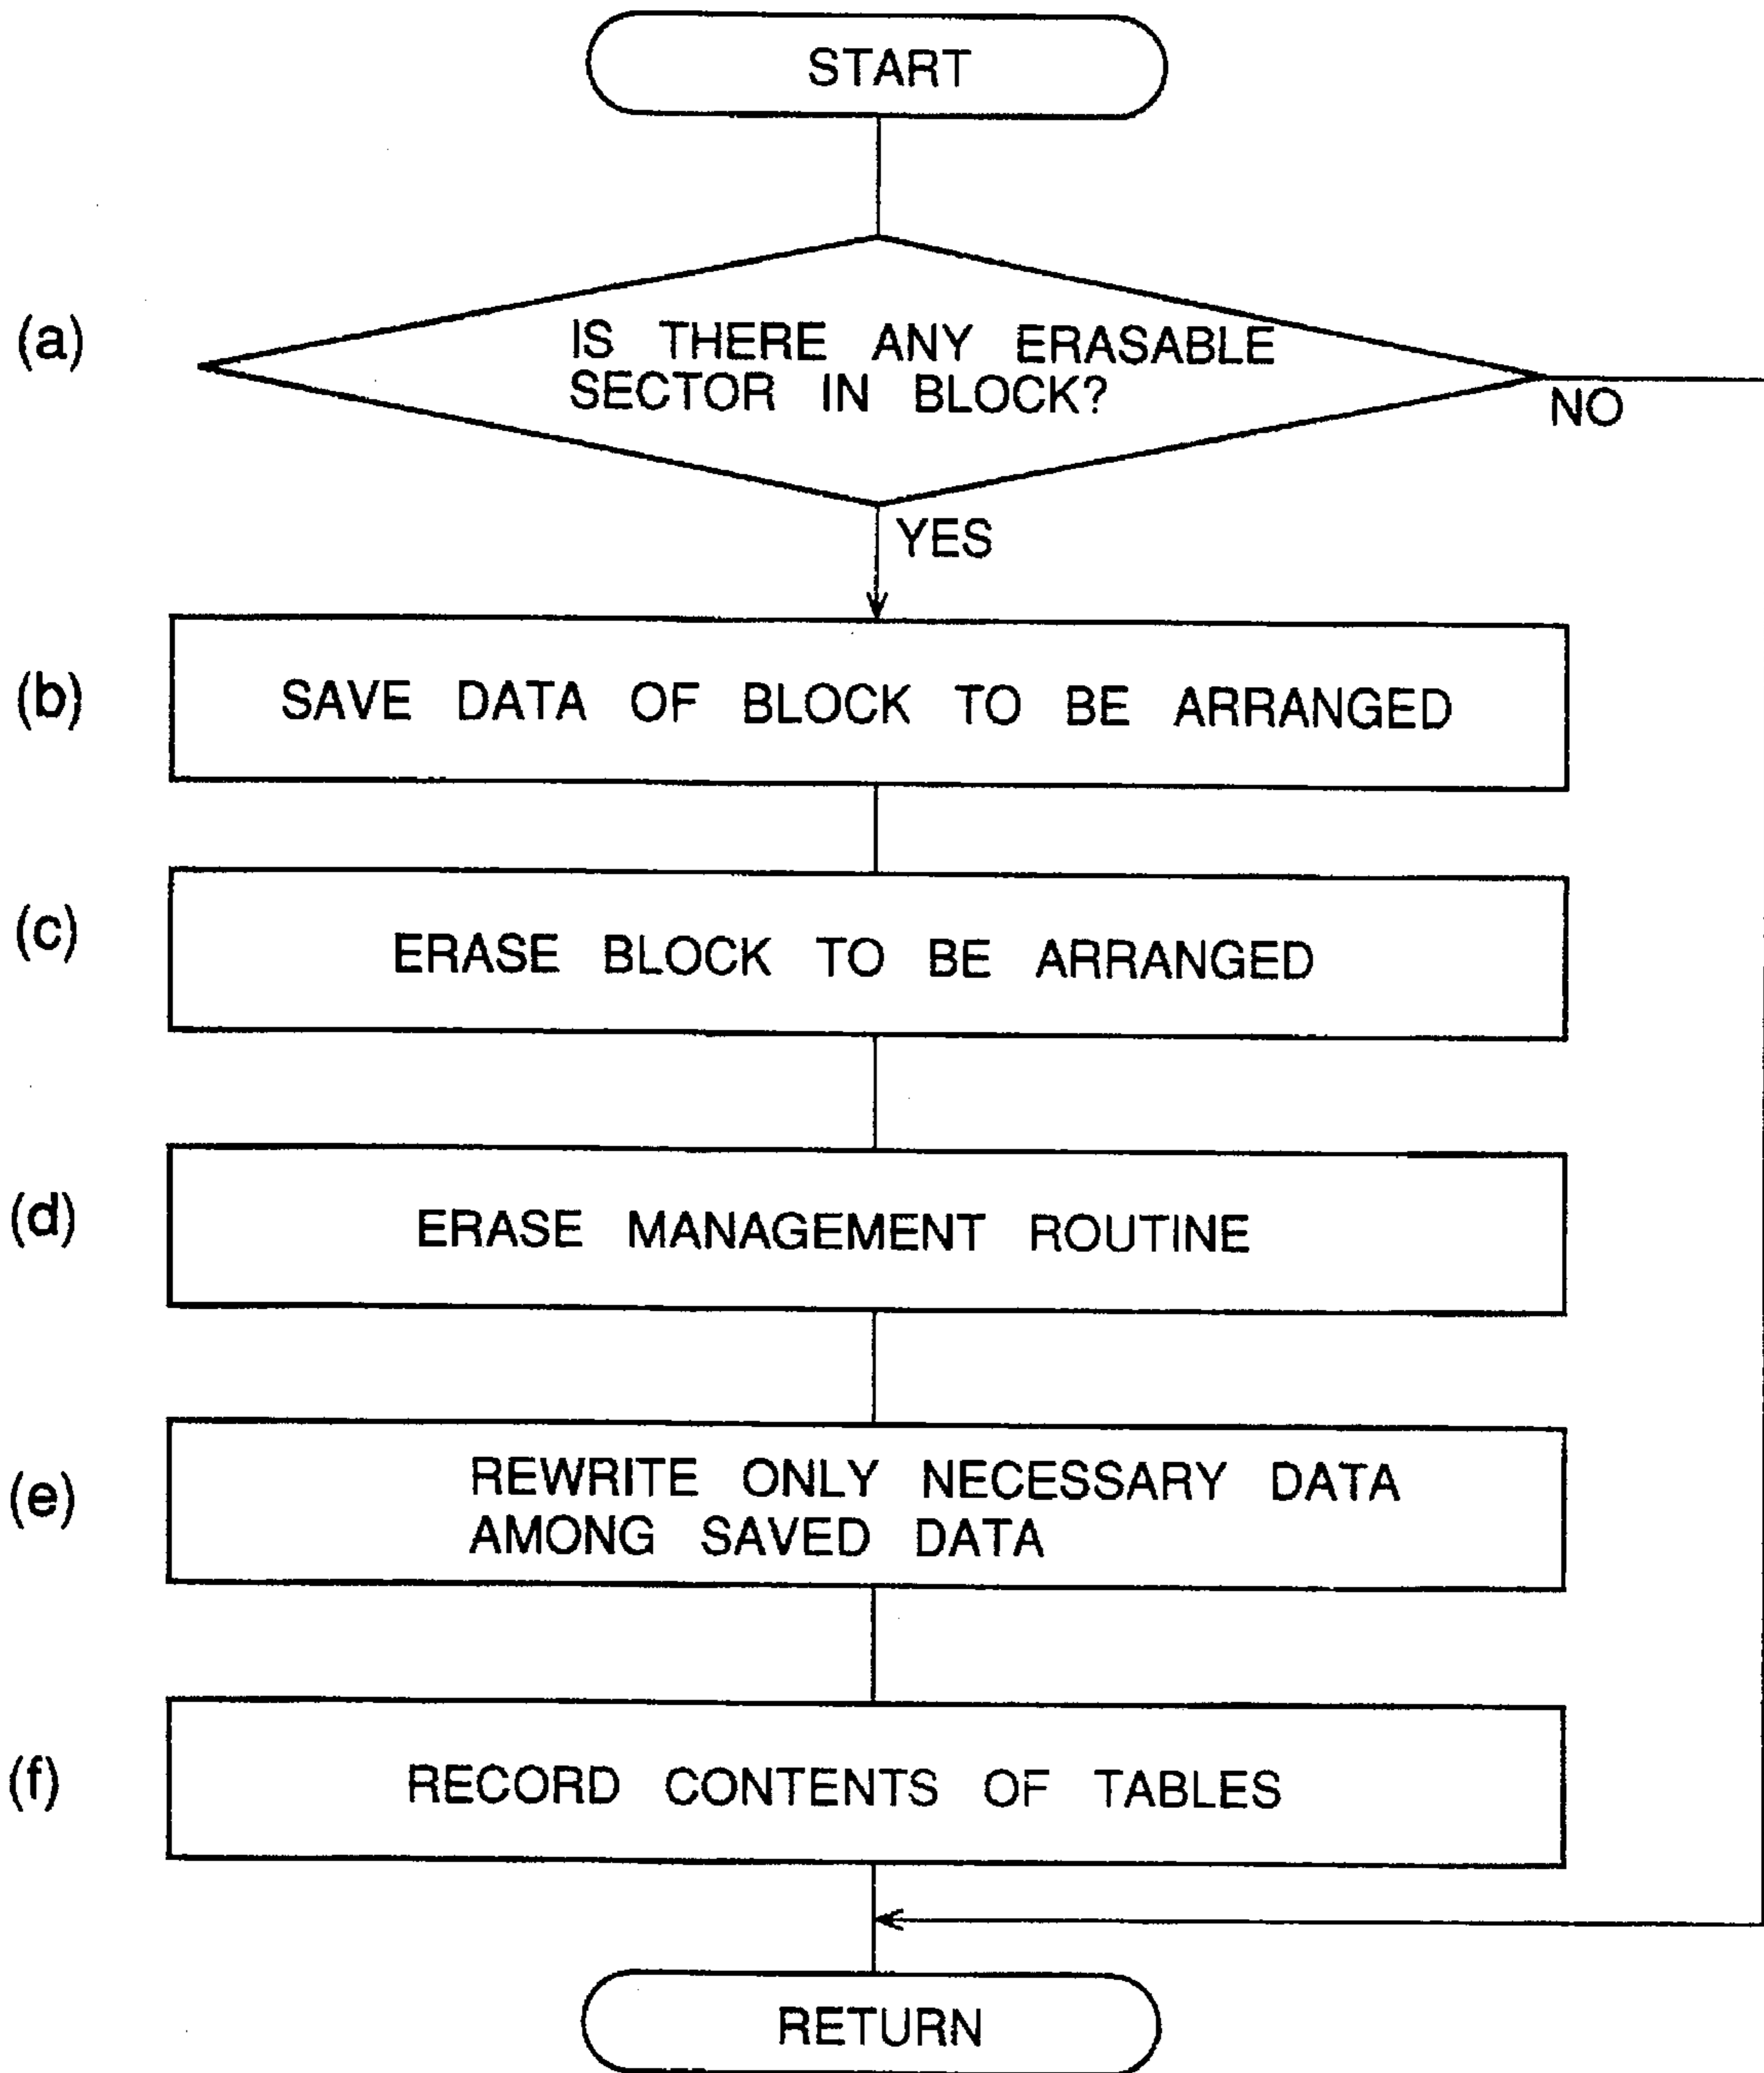 START
(a)
IS THERE ANY ERASABLE
SECTOR IN BLOCK?
NO
YES
(b)
SAVE DATA OF BLOCK TO BE ARRANGED
(c)
ERASE BLOCK TO BE ARRANGED
(d)
ERASE MANAGEMENT ROUTINE
(e)
REWRITE ONLY NECESSARY DATA
AMONG SAVED DATA
(f)
RECORD CONTENTS OF TABLES
RETURN